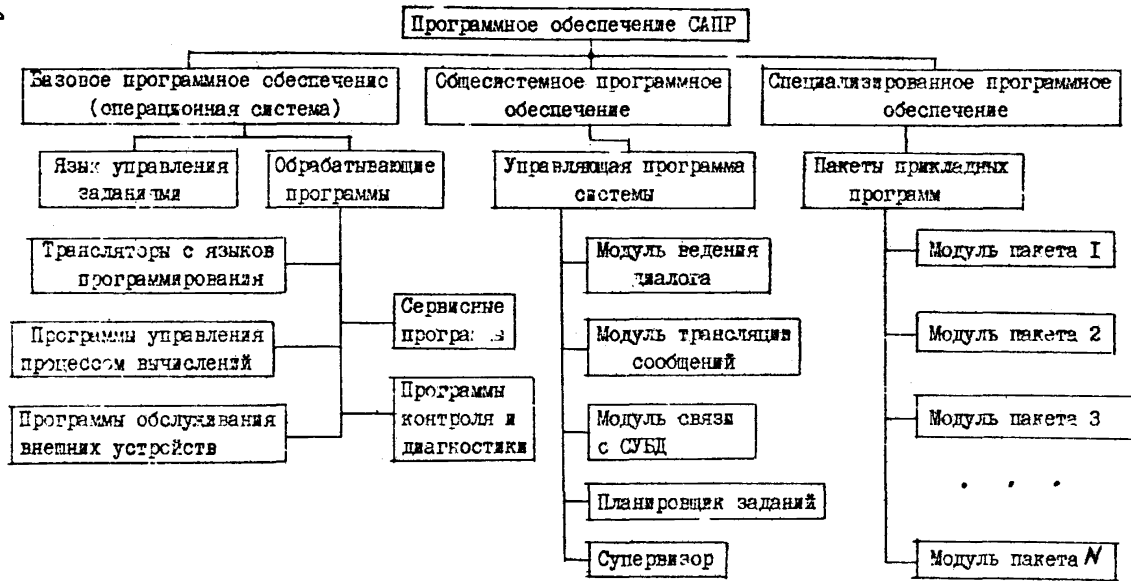 Программное обеспечение САПР
Базовое программное обеспечение
(операционная система)
Общесистемное программное
обеспечение
Специализированное программное
обеспечение
Язык управления
заданиями
Обрабатывающие
программы
Управляющая программа
системы
Пакеты прикладных
программ
Трансляторы с языков
программирования
Программы управления
процессом вычислений
Программы обслуживания
внешних устройств
Сервисные
программы
Программы
контроля и
диагностики
Модуль ведения
диалога
Модуль трансляции
сообщений
Модуль связи
с СУБД
Планировщик заданий
Супервизор
Модуль пакета I
Модуль пакета 2
Модуль пакета 3
. . .
Модуль пакета N